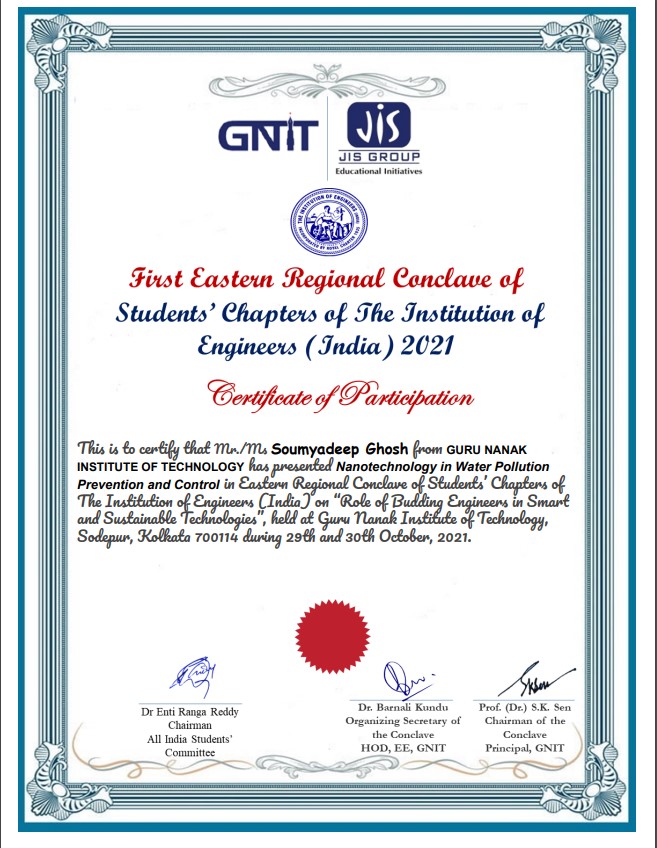 GNIT
JIS
JIS GROUP
Educational Initiatives
THE INSTITUTION OF ENGINEERS (INDIA)
INCORPORATED BY ROYAL CHARTER 1935
First Eastern Regional Conclave of
Students' Chapters of The Institution of
Engineers (India) 2021
Certificate of Participation
This is to certify that Mr./Ms Soumyadeep Ghosh from GURU NANAK
INSTITUTE OF TECHNOLOGY has presented Nanotechnology in Water Pollution
Prevention and Control in Eastern Regional Conclave of Students' Chapters of
The Institution of Engineers (India) on "Role of Budding Engineers in Smart
and Sustainable Technologies", held at Guru Nanak Institute of Technology,
Sodepur, Kolkata 700114 during 29th and 30th October, 2021.
SKSen
Dr Enti Ranga Reddy
Chairman
All India Students'
Committee
Dr. Barnali Kundu
Organizing Secretary of
the Conclave
HOD, EE, GNIT
Prof. (Dr.) S.K. Sen
Chairman of the
Conclave
Principal, GNIT